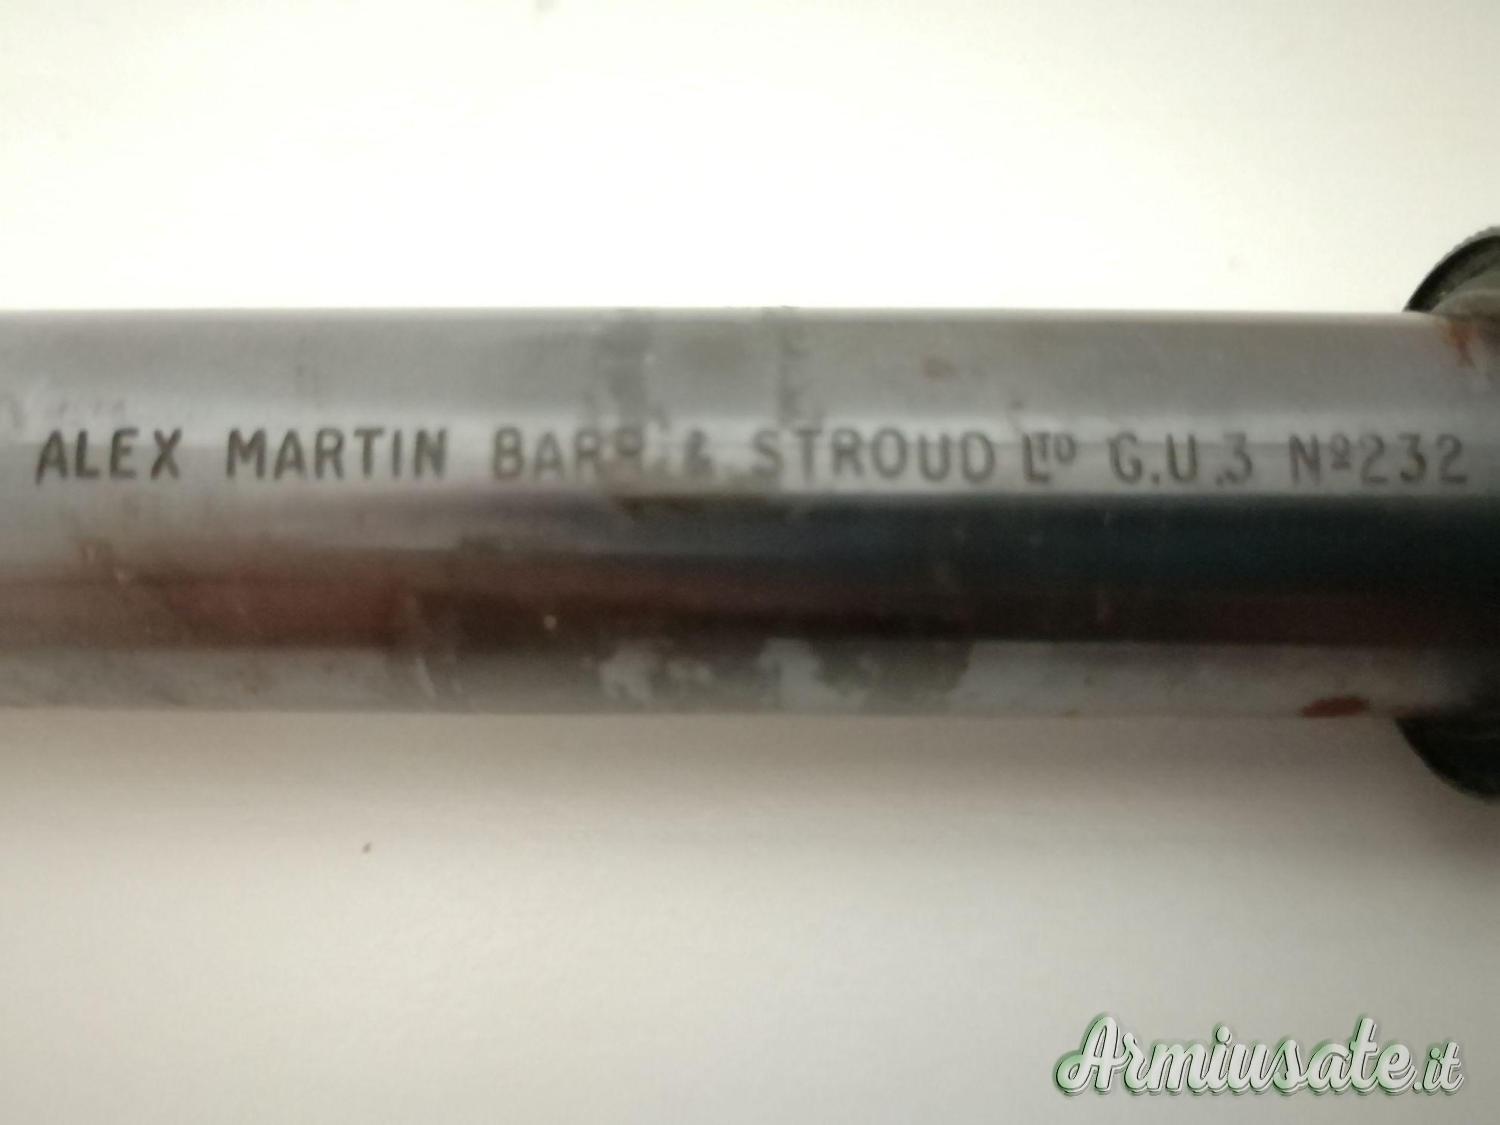 ALEX MARTIN BARR & STROUD LTD G.U.3 Nº232
Armiusate.it